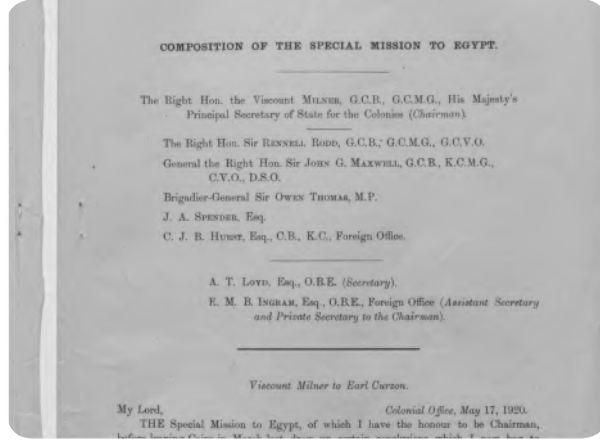 COMPOSITION OF THE SPECIAL MISSION TO EGYPT.
The Right Hon. the Viscount MILNER, G.C.B., G.C.M.G., His Majesty's
Principal Secretary of State for the Colonies (Chairman).
The Right Hon. Sir RENNELL RODD, G.C.B., G.C.M.G., G.C.V.O.
General the Right Hon. Sir JOHN G. MAXWELL, G.C.B., K.C.M.G.,
C.V.O., D.S.O.
Brigadier-General Sir OWEN THOMAS, M.P.
J. A. SPENDER, Esq.
C. J. B. HURST, Esq., C.B., K.C., Foreign Office.
A. T. LOYD, Esq., O.B.E. (Secretary).
E. M. B. INGRAM, Esq., O.B.E., Foreign Office (Assistant Secretary
and Private Secretary to the Chairman).
Viscount Milner to Earl Curzon.
My Lord, Colonial Office, May 17, 1920.
THE Special Mission to Egypt, of which I have the honour to be Chairman,